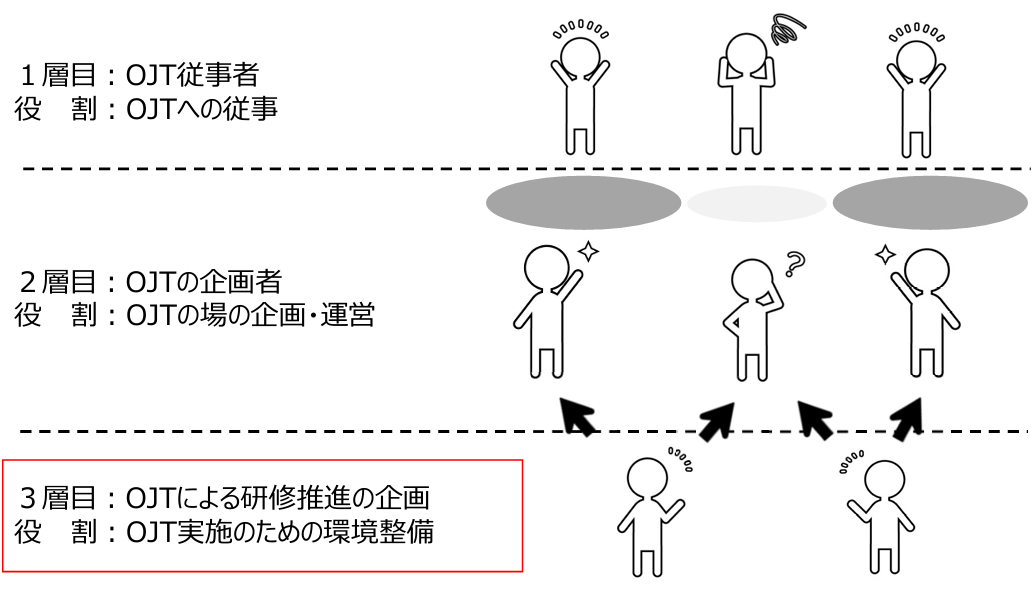 １層目：OJT従事者
役　割：OJTへの従事
２層目：OJTの企画者
役　割：OJTの場の企画・運営
？
３層目：OJTによる研修推進の企画
役　割：OJT実施のための環境整備